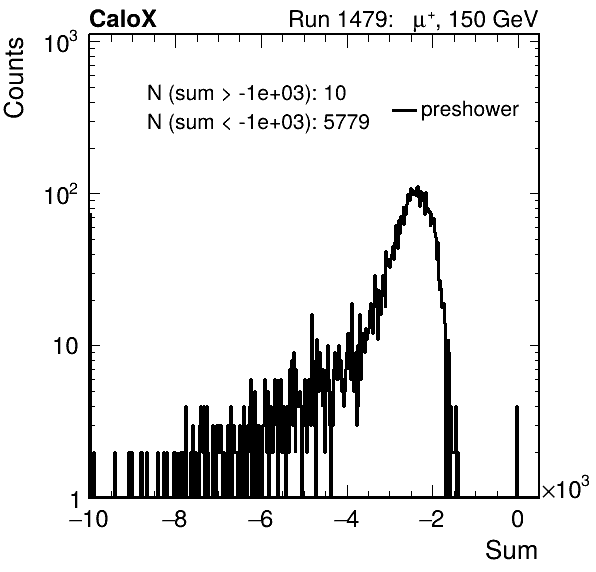 CaloX Run 1479: μ⁺, 150 GeV
Counts
10³
N (sum > -1e+03): 10
N (sum < -1e+03): 5779
preshower
10²
10
1
−10 −8 −6 −4 −2 0 ×10³
Sum